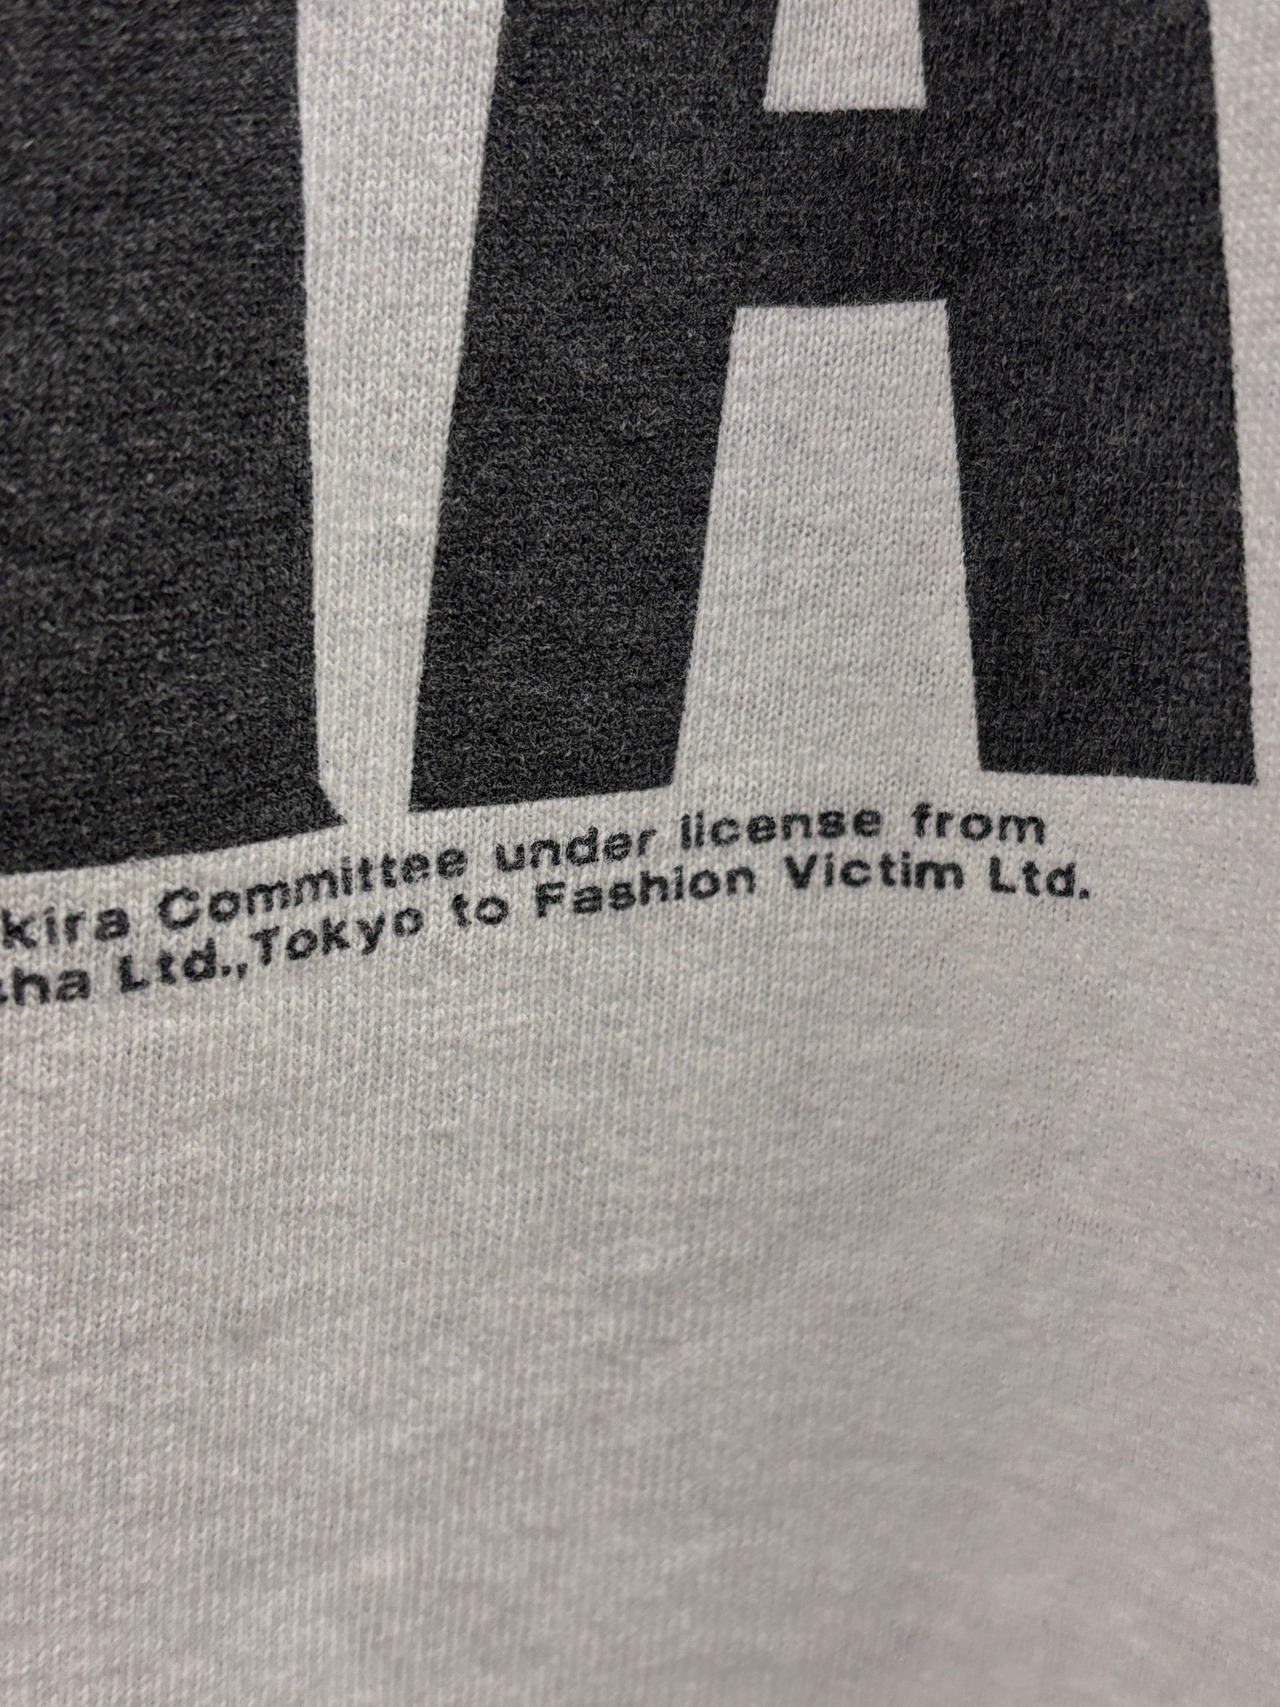 A
kira Committee under license from
sha Ltd.,Tokyo to Fashion Victim Ltd.